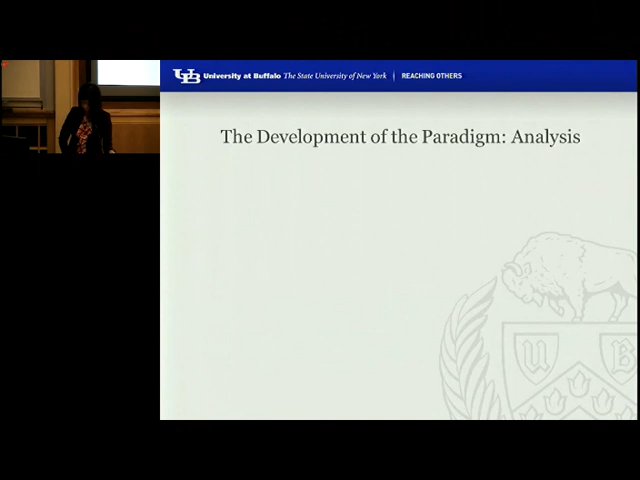 UB University at Buffalo The State University of New York | REACHING OTHERS
The Development of the Paradigm: Analysis
U B